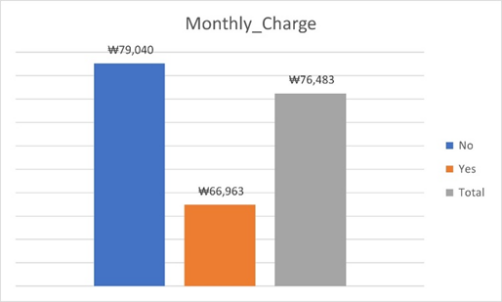 Monthly_Charge
₩79,040
₩76,483
₩66,963
No
Yes
Total